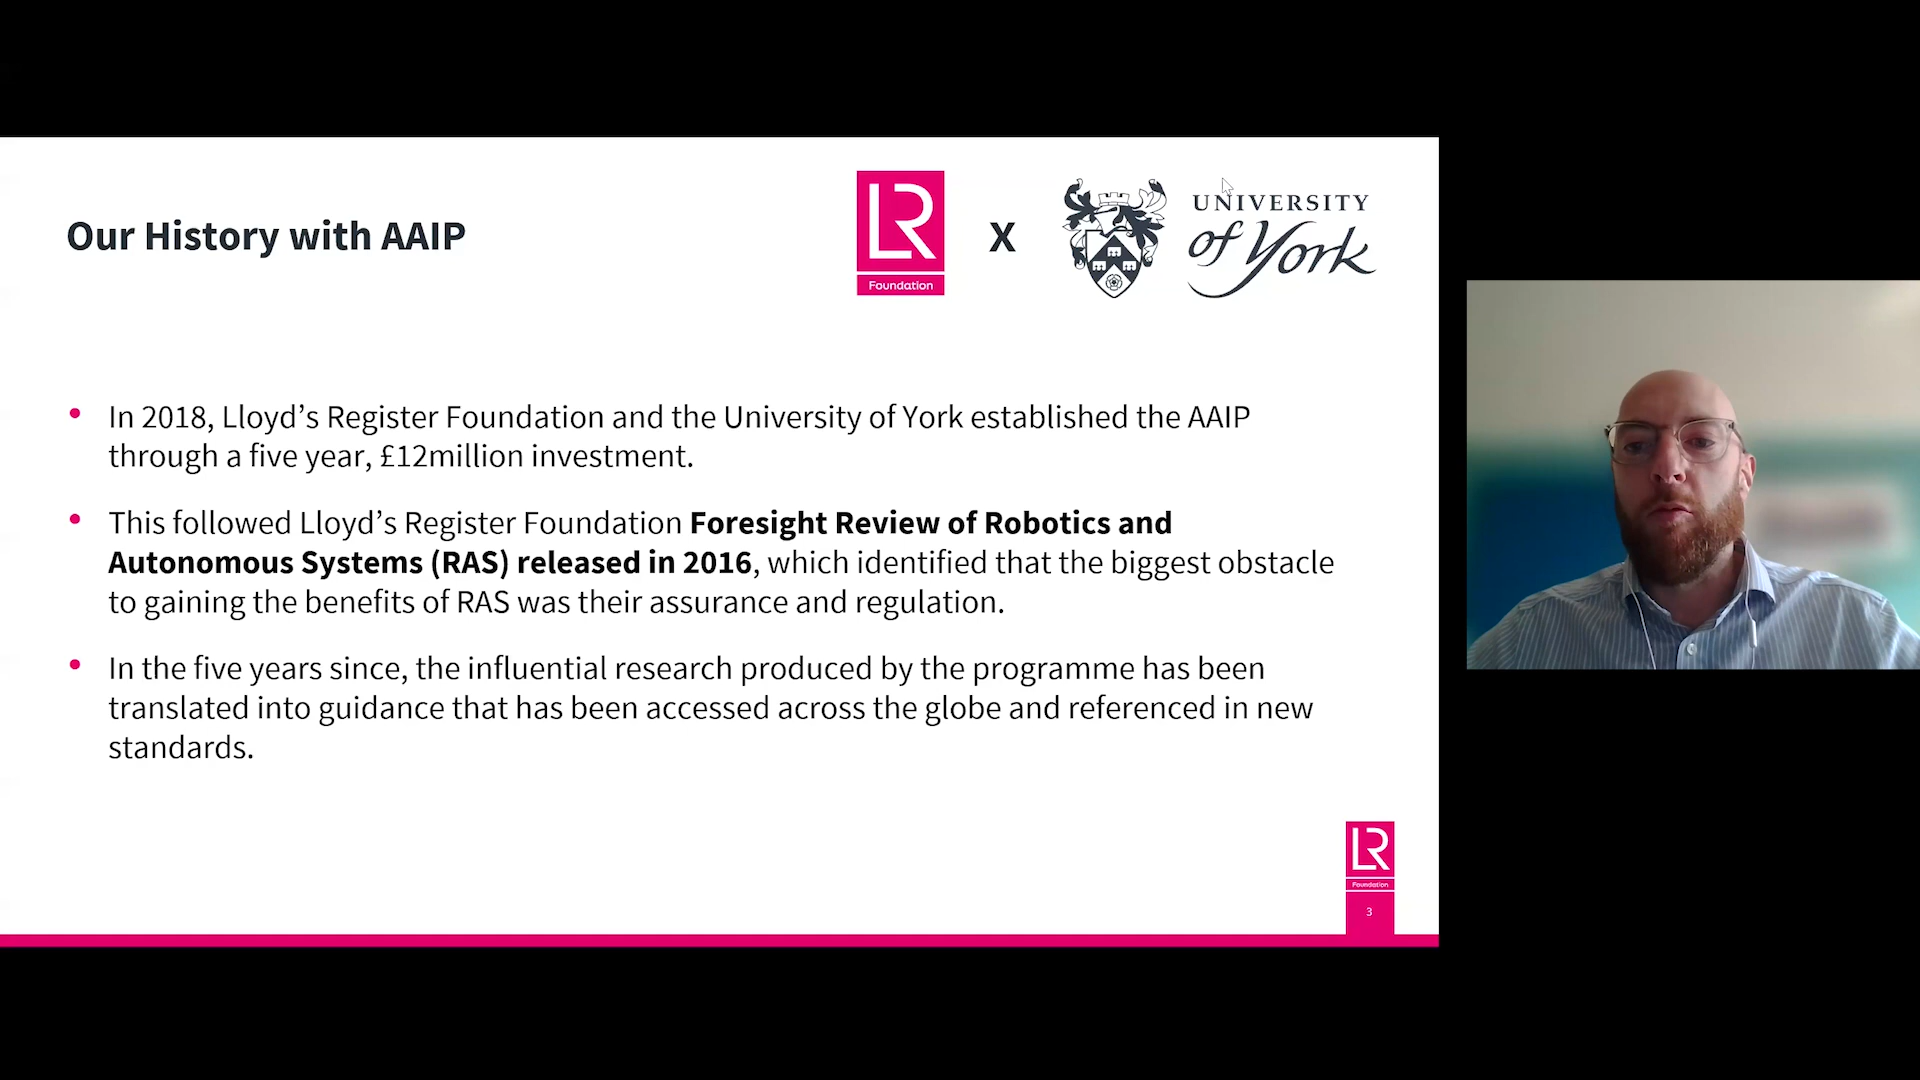 Our History with AAIP
LR
Foundation
X
UNIVERSITY
of York
• In 2018, Lloyd’s Register Foundation and the University of York established the AAIP
through a five year, £12million investment.
• This followed Lloyd’s Register Foundation Foresight Review of Robotics and
Autonomous Systems (RAS) released in 2016, which identified that the biggest obstacle
to gaining the benefits of RAS was their assurance and regulation.
• In the five years since, the influential research produced by the programme has been
translated into guidance that has been accessed across the globe and referenced in new
standards.
LR
Foundation
3